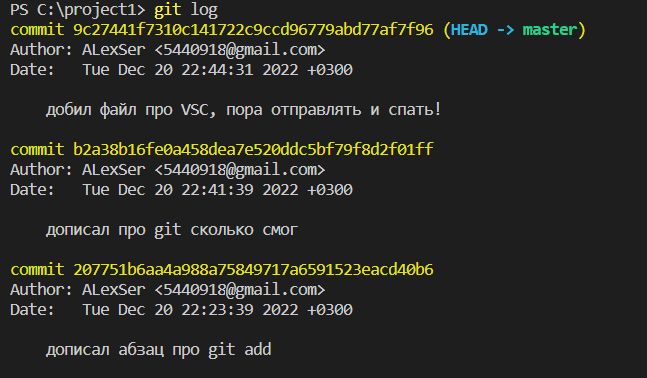 PS C:\project1> git log
commit 9c27441f7310c141722c9ccd96779abd77af7f96 (HEAD -> master)
Author: ALexSer <5440918@gmail.com>
Date:   Tue Dec 20 22:44:31 2022 +0300
добил файл про VSC, пора отправлять и спать!
commit b2a38b16fe0a458dea7e520ddc5bf79f8d2f01ff
Author: ALexSer <5440918@gmail.com>
Date:   Tue Dec 20 22:41:39 2022 +0300
дописал про git сколько смог
commit 207751b6aa4a988a75849717a6591523eacd40b6
Author: ALexSer <5440918@gmail.com>
Date:   Tue Dec 20 22:23:39 2022 +0300
дописал абзац про git add